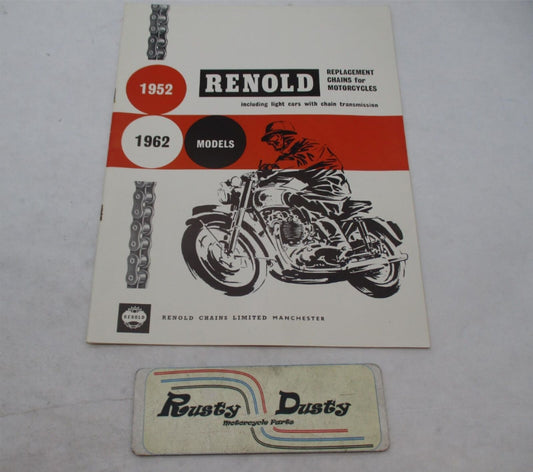 1952
RENOLD
REPLACEMENT
CHAINS for
MOTORCYCLES
including light cars with chain transmission
1962
MODELS
RENOLD
RENOLD CHAINS LIMITED MANCHESTER
Rusty Dusty
Motorcycle Parts